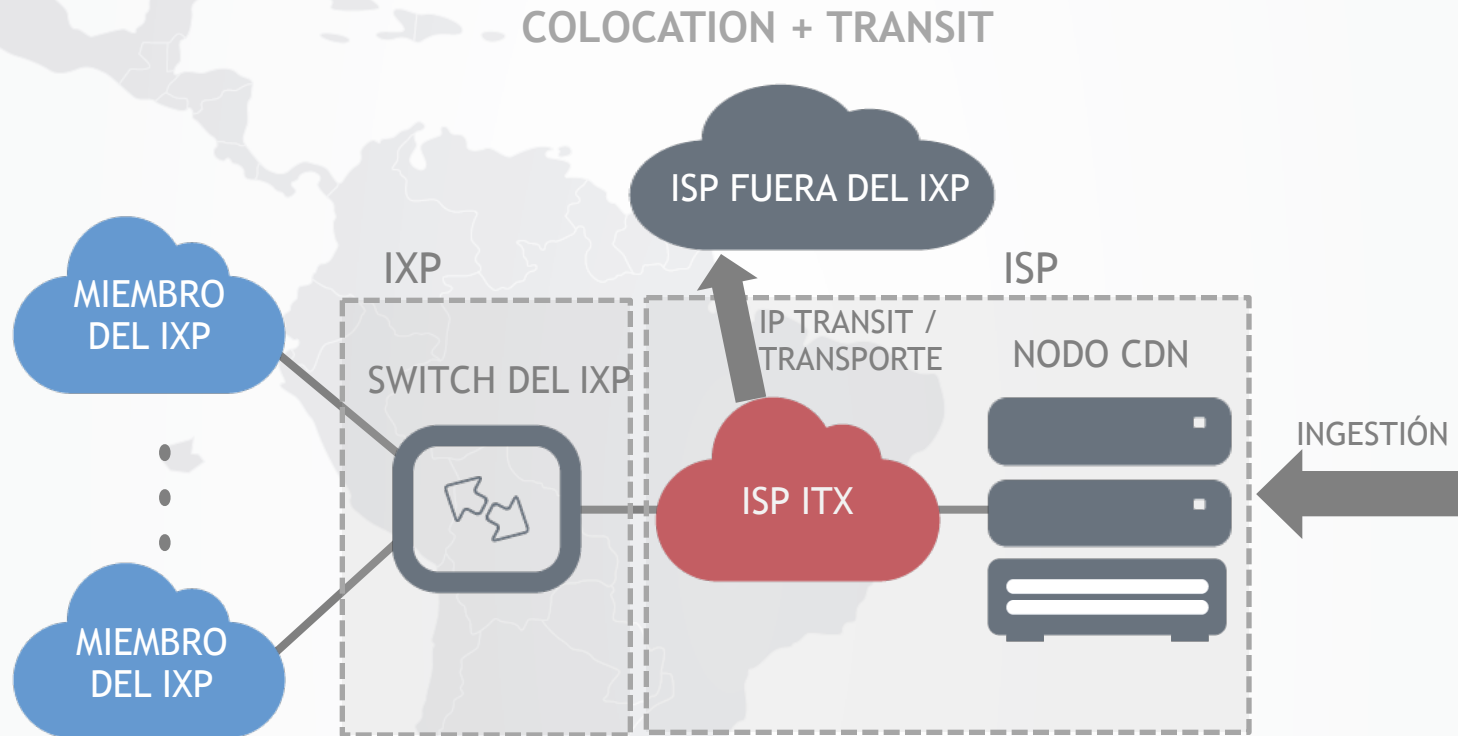 COLOCATION + TRANSIT
ISP FUERA DEL IXP
IXP
ISP
MIEMBRO
DEL IXP
IP TRANSIT /
TRANSPORTE
SWITCH DEL IXP
NODO CDN
INGESTIÓN
ISP ITX
MIEMBRO
DEL IXP